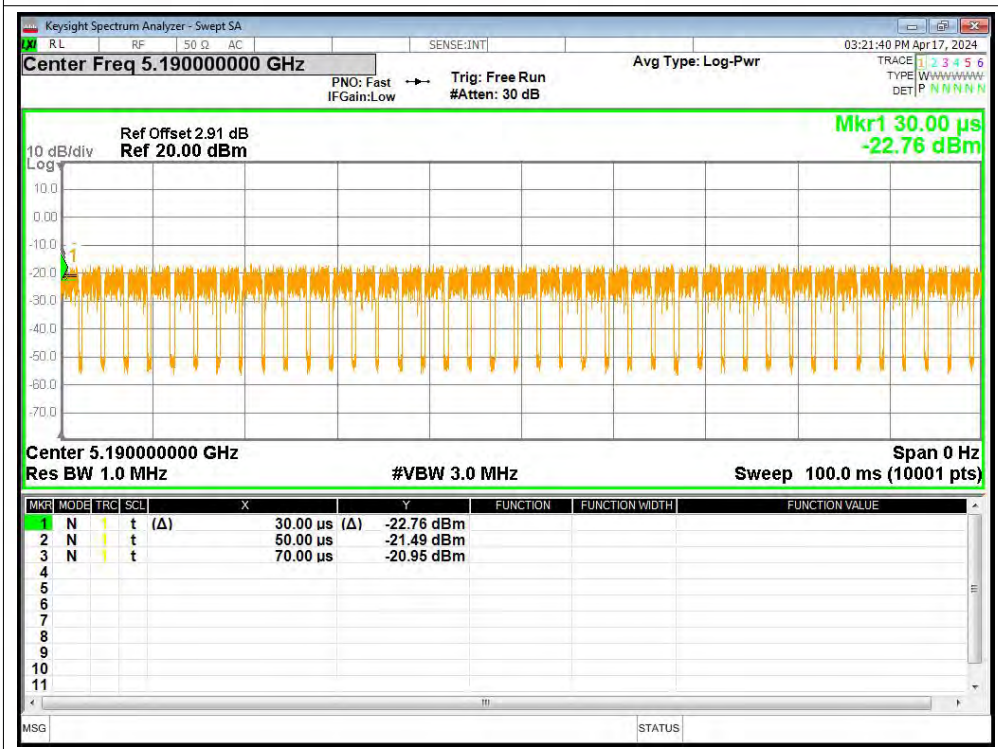 Keysight Spectrum Analyzer - Swept SA
LXI RL RF 50 Ω AC SENSE:INT 03:21:40 PM Apr 17, 2024
Center Freq 5.190000000 GHz
PNO: Fast
IFGain:Low
Trig: Free Run
#Atten: 30 dB
Avg Type: Log-Pwr
TRACE 1 2 3 4 5 6
TYPE WWWWWW
DET P N N N N N
Mkr1 30.00 µs
-22.76 dBm
Ref Offset 2.91 dB
10 dB/div Ref 20.00 dBm
Log
10.0
0.00
-10.0
1
-20.0
-30.0
-40.0
-50.0
-60.0
-70.0
Center 5.190000000 GHz Span 0 Hz
Res BW 1.0 MHz #VBW 3.0 MHz Sweep 100.0 ms (10001 pts)
MKR MODE TRC SCL X Y FUNCTION FUNCTION WIDTH FUNCTION VALUE
1 N 1 t (Δ) 30.00 µs (Δ) -22.76 dBm
2 N 1 t 50.00 µs -21.49 dBm
3 N 1 t 70.00 µs -20.95 dBm
4
5
6
7
8
9
10
11
MSG STATUS